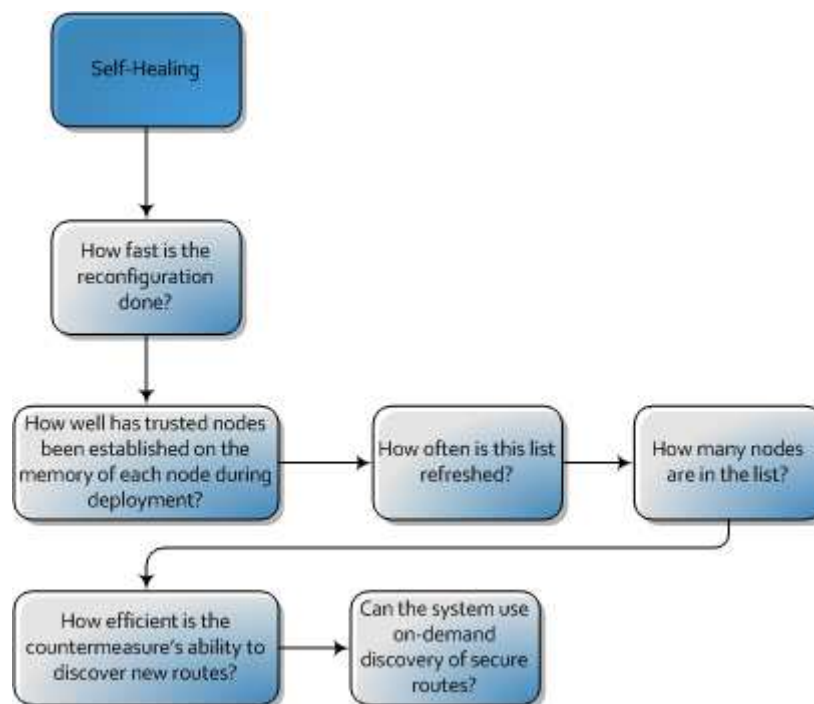 Self-Healing
How fast is the
reconfiguration
done?
How well has trusted nodes
been established on the
memory of each node during
deployment?
How often is this list
refreshed?
How many nodes
are in the list?
How efficient is the
countermeasure's ability to
discover new routes?
Can the system use
on-demand
discovery of secure
routes?